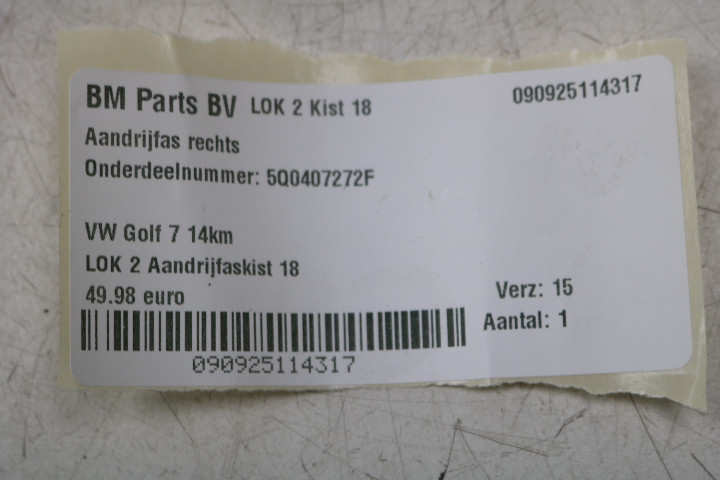 BM Parts BV LOK 2 Kist 18 090925114317
Aandrijfas rechts
Onderdeelnummer: 5Q0407272F
VW Golf 7 14km
LOK 2 Aandrijfaskist 18
49.98 euro Verz: 15
Aantal: 1
090925114317